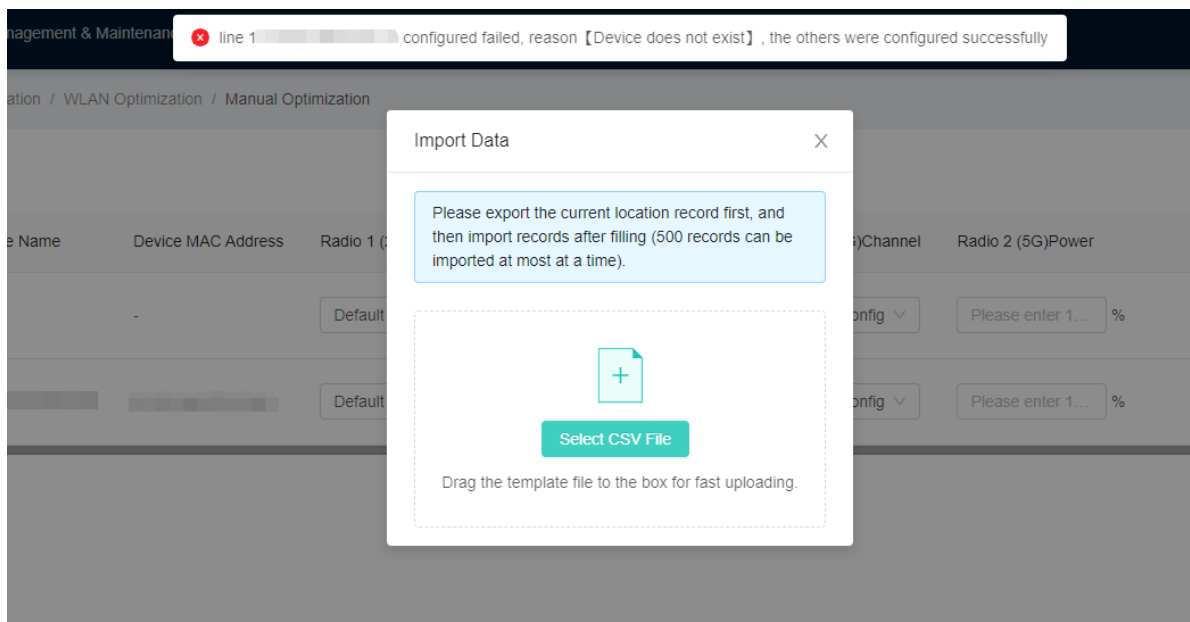 line 1 configured failed, reason【Device does not exist】, the others were configured successfully
nagement & Maintenan
ation / WLAN Optimization / Manual Optimization
Import Data
Please export the current location record first, and
then import records after filling (500 records can be
imported at most at a time).
e Name Device MAC Address Radio 1 ( )Channel Radio 2 (5G)Power
- Default onfig Please enter 1... %
Default onfig Please enter 1... %
Select CSV File
Drag the template file to the box for fast uploading.